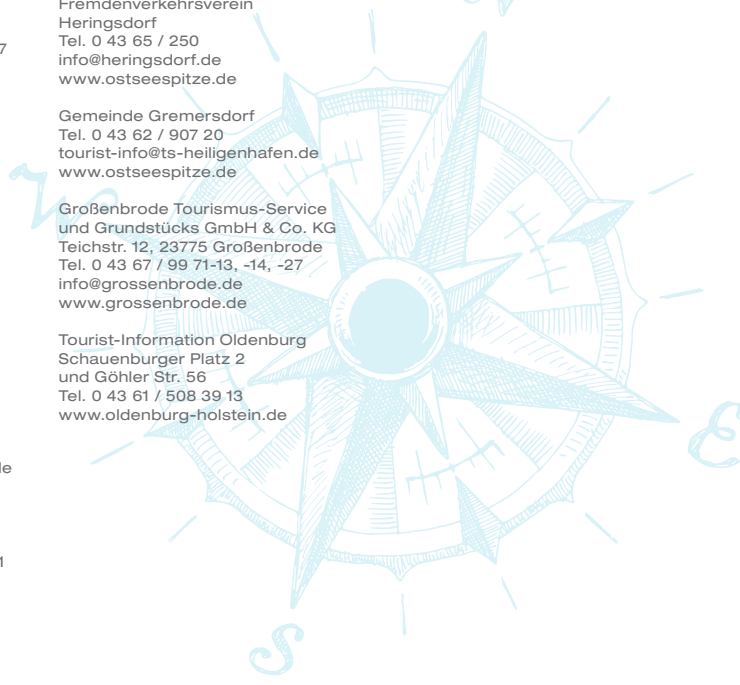 Fremdenverkehrsverein
Heringsdorf
Tel. 0 43 65 / 250
info@heringsdorf.de
www.ostseespitze.de
Gemeinde Gremersdorf
Tel. 0 43 62 / 907 20
tourist-info@ts-heiligenhafen.de
www.ostseespitze.de
Großenbrode Tourismus-Service
und Grundstücks GmbH & Co. KG
Teichstr. 12, 23775 Großenbrode
Tel. 0 43 67 / 99 71-13, -14, -27
info@grossenbrode.de
www.grossenbrode.de
Tourist-Information Oldenburg
Schauenburger Platz 2
und Göhler Str. 56
Tel. 0 43 61 / 508 39 13
www.oldenburg-holstein.de
W
E
S